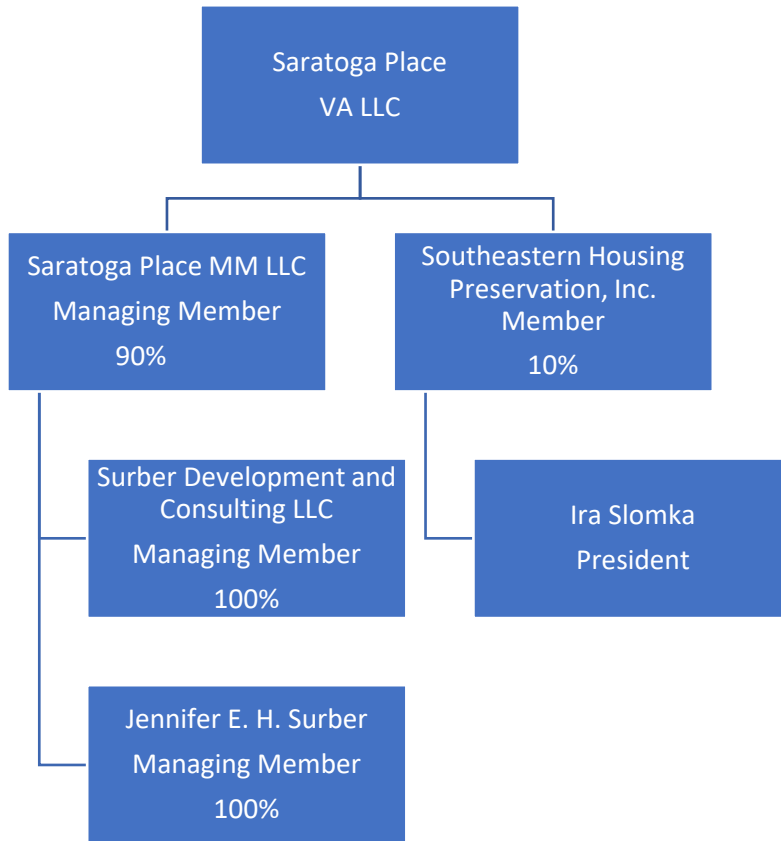 Saratoga Place
VA LLC
Saratoga Place MM LLC
Managing Member
90%
Southeastern Housing
Preservation, Inc.
Member
10%
Surber Development and
Consulting LLC
Managing Member
100%
Ira Slomka
President
Jennifer E. H. Surber
Managing Member
100%